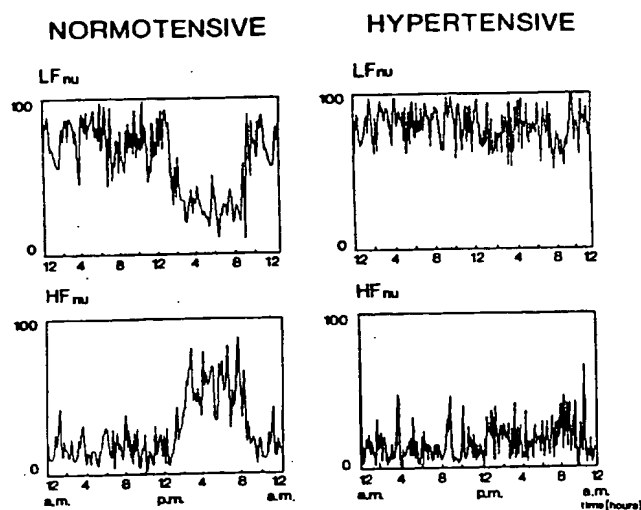 NORMOTENSIVE HYPERTENSIVE
LFnu LFnu
100 100
0 0
12 4 8 12 4 8 12 12 4 8 12 4 8 12
HFnu HFnu
100 100
0 0
12 4 8 12 4 8 12 12 4 8 12 4 8 12
a.m. p.m. a.m. a.m. p.m. a.m.
time[hours]